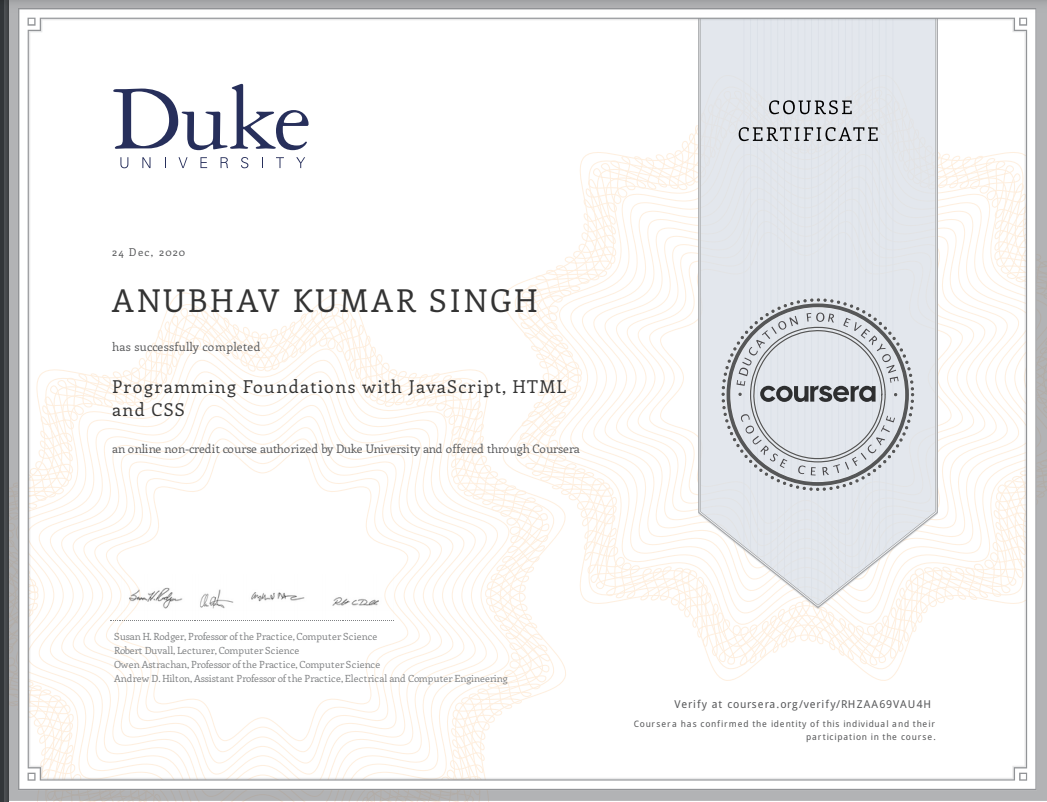 Duke
UNIVERSITY
COURSE
CERTIFICATE
24 Dec, 2020
ANUBHAV KUMAR SINGH
has successfully completed
Programming Foundations with JavaScript, HTML
and CSS
an online non-credit course authorized by Duke University and offered through Coursera
EDUCATION FOR EVERYONE
coursera
COURSE CERTIFICATE
Susan H. Rodger, Professor of the Practice, Computer Science
Robert Duvall, Lecturer, Computer Science
Owen Astrachan, Professor of the Practice, Computer Science
Andrew D. Hilton, Assistant Professor of the Practice, Electrical and Computer Engineering
Verify at coursera.org/verify/RHZAA69VAU4H
Coursera has confirmed the identity of this individual and their
participation in the course.